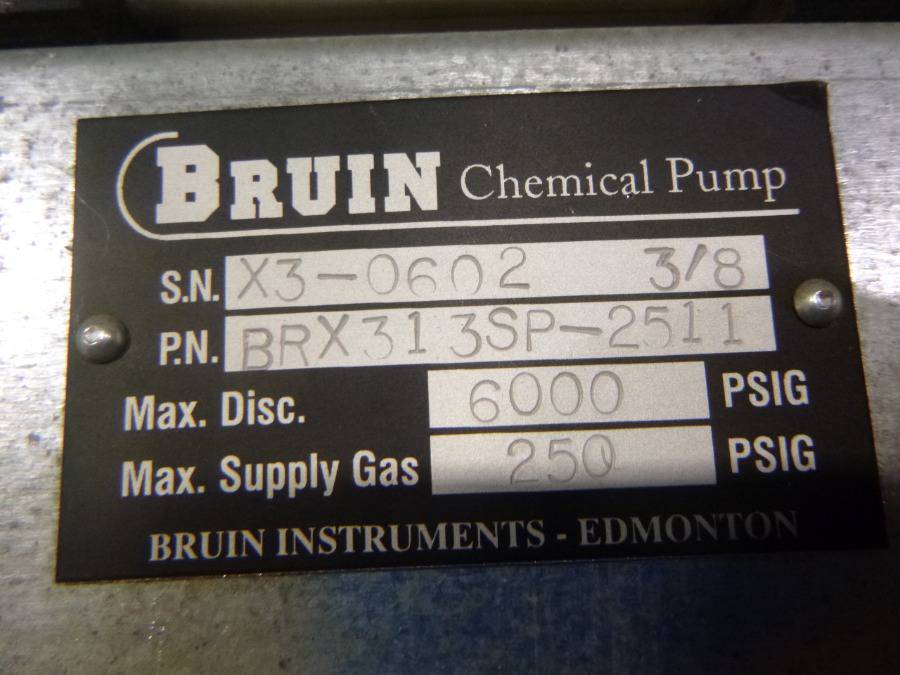 BRUIN Chemical Pump
S.N. X3-0602 3/8
P.N. BRX313SP-2511
Max. Disc. 6000 PSIG
Max. Supply Gas 250 PSIG
BRUIN INSTRUMENTS - EDMONTON